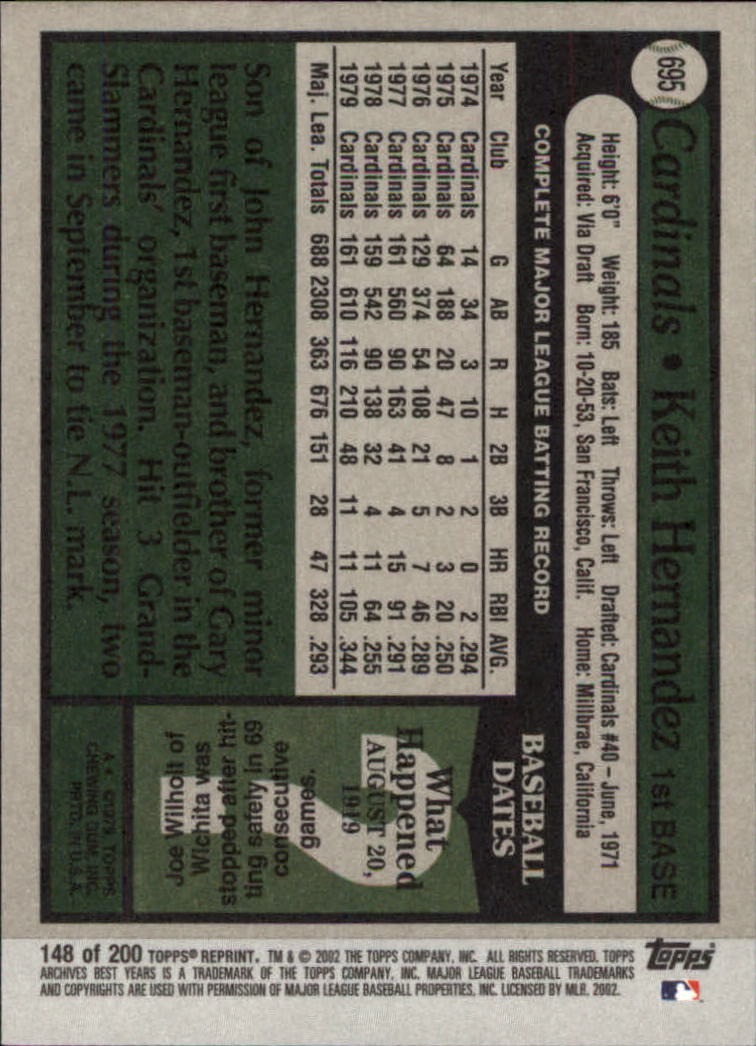 695
Cardinals • Keith Hernandez 1st BASE
Height: 6'0" Weight: 185 Bats: Left Throws: Left Drafted: Cardinals #40 – June, 1971
Acquired: Via Draft Born: 10-20-53, San Francisco, Calif. Home: Millbrae, California
COMPLETE MAJOR LEAGUE BATTING RECORD
Year Club G AB R H 2B 3B HR RBI AVG.
1974 Cardinals 14 34 3 10 1 2 0 2 .294
1975 Cardinals 64 188 20 47 8 2 3 20 .250
1976 Cardinals 129 374 54 108 21 5 7 46 .289
1977 Cardinals 161 560 90 163 41 4 15 91 .291
1978 Cardinals 159 542 90 138 32 4 11 64 .255
1979 Cardinals 161 610 116 210 48 11 11 105 .344
Maj. Lea. Totals 688 2308 363 676 151 28 47 328 .293
Son of John Hernandez, former minor
league first baseman, and brother of Gary
Hernandez, 1st baseman-outfielder in the
Cardinals' organization. Hit 3 Grand-
Slammers during the 1977 season, two
came in September to tie N.L. mark.
BASEBALL
DATES
What
Happened
AUGUST 20,
1919
?
Joe Wilhoit of
Wichita was
stopped after hit-
ting safely in 69
consecutive
games.
A * ©1979 TOPPS
CHEWING GUM, INC.
PRTD. IN U.S.A.
148 of 200 TOPPS® REPRINT. TM & © 2002 THE TOPPS COMPANY, INC. ALL RIGHTS RESERVED. TOPPS
ARCHIVES BEST YEARS IS A TRADEMARK OF THE TOPPS COMPANY, INC. MAJOR LEAGUE BASEBALL TRADEMARKS
AND COPYRIGHTS ARE USED WITH PERMISSION OF MAJOR LEAGUE BASEBALL PROPERTIES, INC. LICENSED BY MLB. 2002.
topps